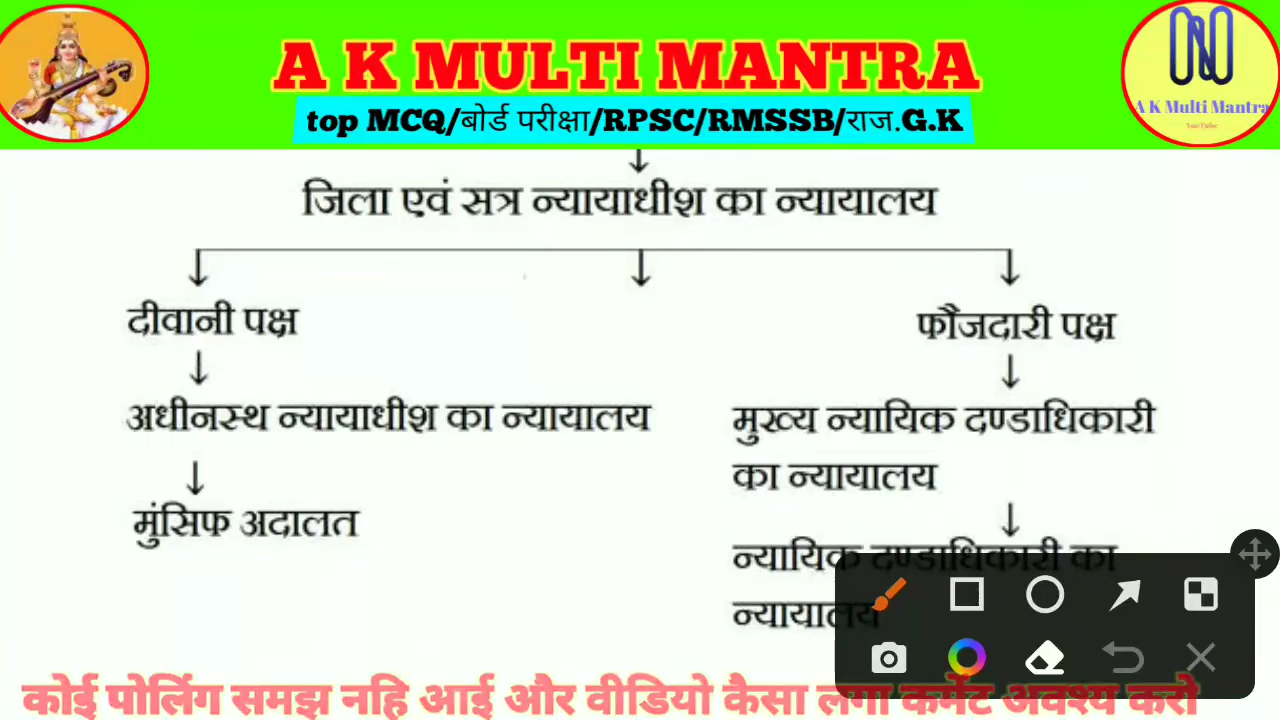 A K MULTI MANTRA
top MCQ/बोर्ड परीक्षा/RPSC/RMSSB/राज.G.K
A K Multi Mantra
YouTube
जिला एवं सत्र न्यायाधीश का न्यायालय
दीवानी पक्ष
फौजदारी पक्ष
अधीनस्थ न्यायाधीश का न्यायालय
मुख्य न्यायिक दण्डाधिकारी
का न्यायालय
मुंसिफ अदालत
न्यायिक दण्डाधिकारी का
न्यायालय
कोई पोलिंग समझ नहि आई और वीडियो कैसा लगा कमेंट अवश्य करो